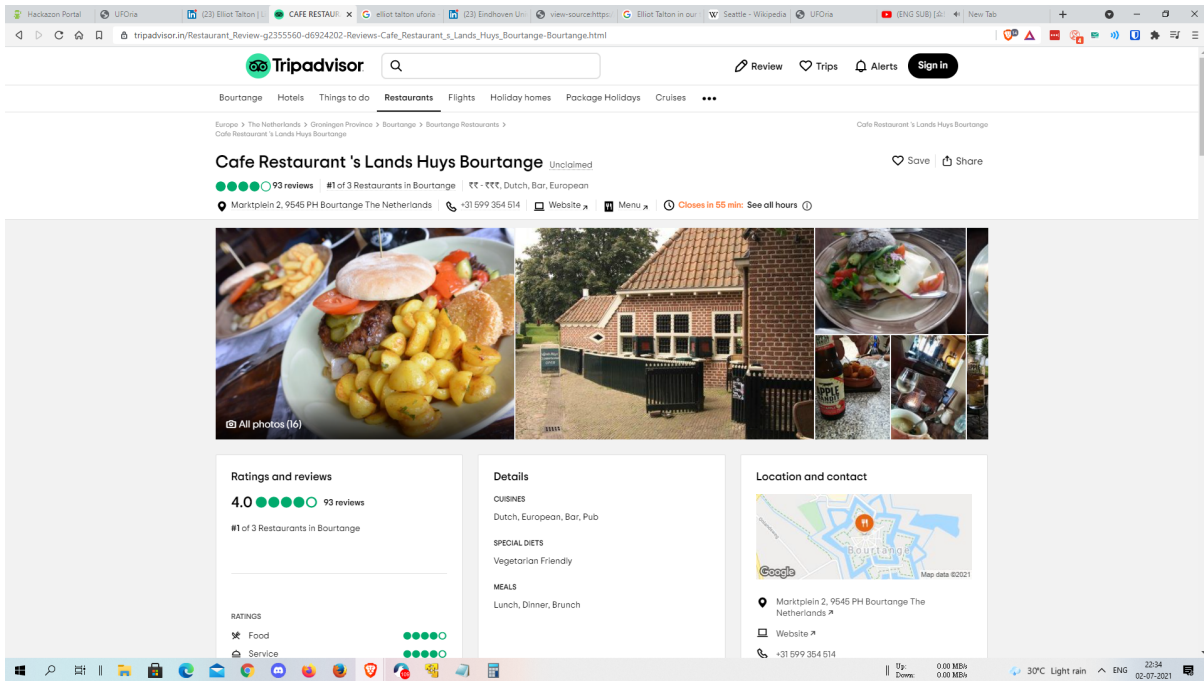 Hackazon Portal
UFOria
(23) Elliot Talton | L
CAFE RESTAUR
elliot talton uforia
(23) Eindhoven Uni
view-source:https:/
Elliot Talton in our
Seattle - Wikipedia
UFOria
(ENG SUB)
New Tab
tripadvisor.in/Restaurant_Review-g2355560-d6924202-Reviews-Cafe_Restaurant_s_Lands_Huys_Bourtange-Bourtange.html
Tripadvisor
Review
Trips
Alerts
Sign in
Bourtange Hotels Things to do Restaurants Flights Holiday homes Package Holidays Cruises
Europe > The Netherlands > Groningen Province > Bourtange > Bourtange Restaurants >
Cafe Restaurant 's Lands Huys Bourtange
Cafe Restaurant 's Lands Huys Bourtange
Cafe Restaurant 's Lands Huys Bourtange Unclaimed
Save Share
93 reviews #1 of 3 Restaurants in Bourtange ₹₹ - ₹₹₹, Dutch, Bar, European
Marktplein 2, 9545 PH Bourtange The Netherlands +31 599 354 514 Website Menu Closes in 55 min: See all hours
All photos (16)
APPLE
BANDIT
Ratings and reviews
4.0 93 reviews
#1 of 3 Restaurants in Bourtange
RATINGS
Food
Service
Details
CUISINES
Dutch, European, Bar, Pub
SPECIAL DIETS
Vegetarian Friendly
MEALS
Lunch, Dinner, Brunch
Location and contact
Bourtange
Google
Map data ©2021
Marktplein 2, 9545 PH Bourtange The
Netherlands
Website
+31 599 354 514
Up: 0.00 MB/s
Down: 0.00 MB/s
30°C Light rain
ENG
22:34
02-07-2021